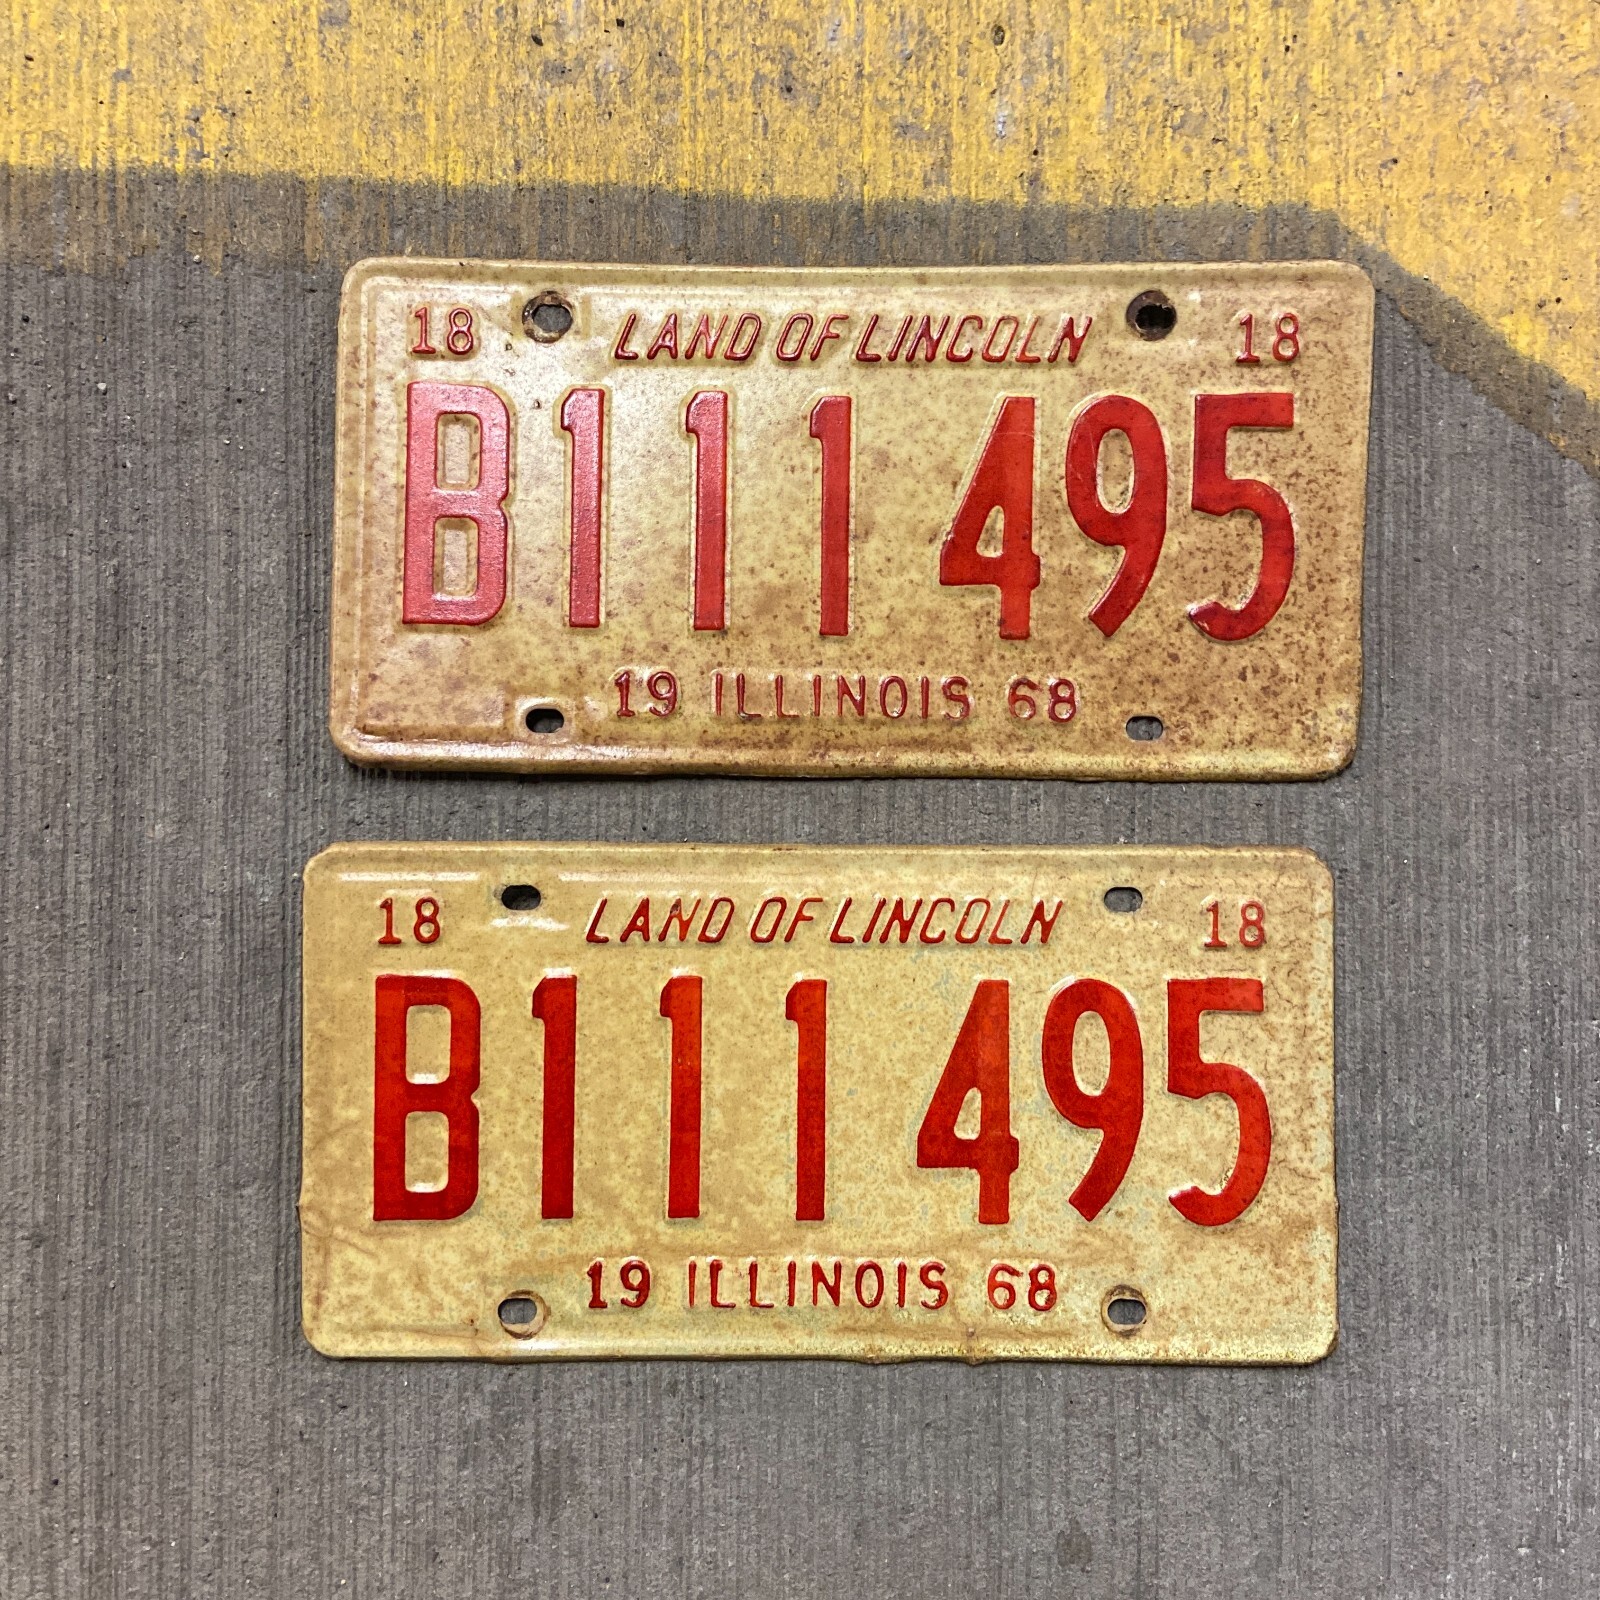 18 LAND OF LINCOLN 18
B111 495
19 ILLINOIS 68
18 LAND OF LINCOLN 18
B111 495
19 ILLINOIS 68